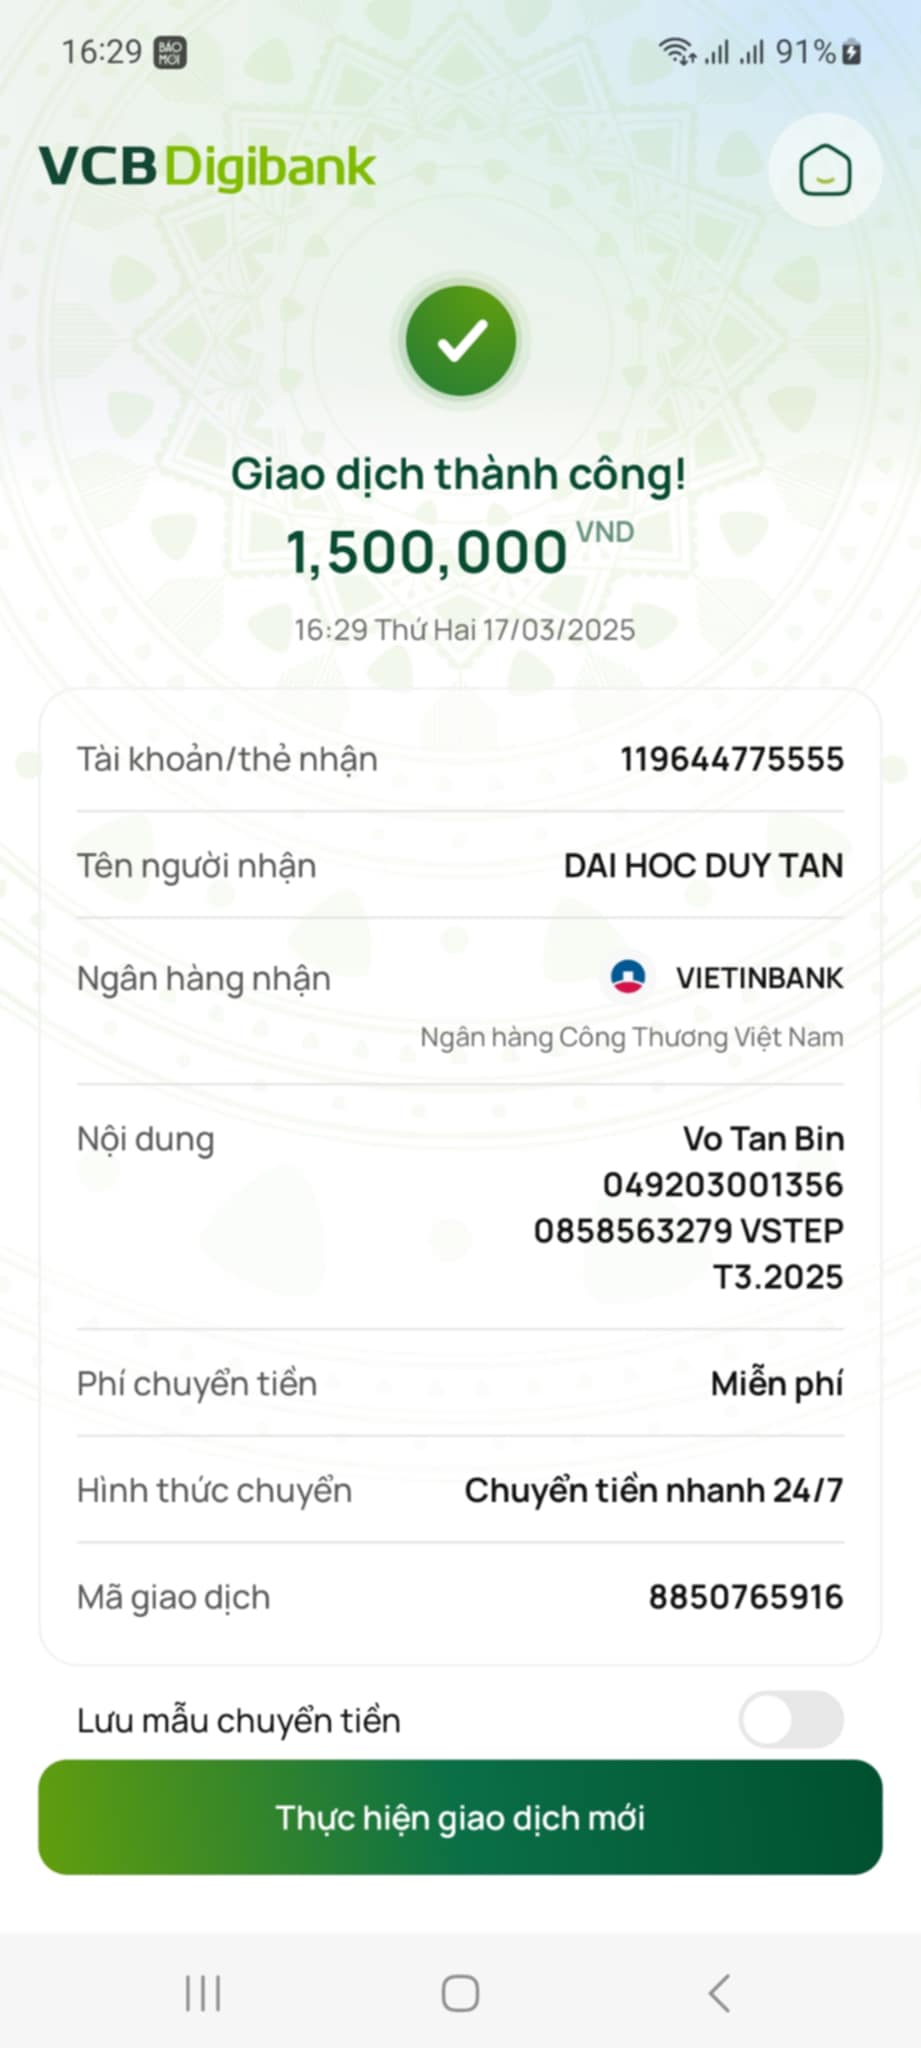 16:29 BÁO MỚI 91%
VCB Digibank
Giao dịch thành công!
1,500,000 VND
16:29 Thứ Hai 17/03/2025
Tài khoản/thẻ nhận 119644775555
Tên người nhận DAI HOC DUY TAN
Ngân hàng nhận VIETINBANK
Ngân hàng Công Thương Việt Nam
Nội dung Vo Tan Bin
049203001356
0858563279 VSTEP
T3.2025
Phí chuyển tiền Miễn phí
Hình thức chuyển Chuyển tiền nhanh 24/7
Mã giao dịch 8850765916
Lưu mẫu chuyển tiền
Thực hiện giao dịch mới